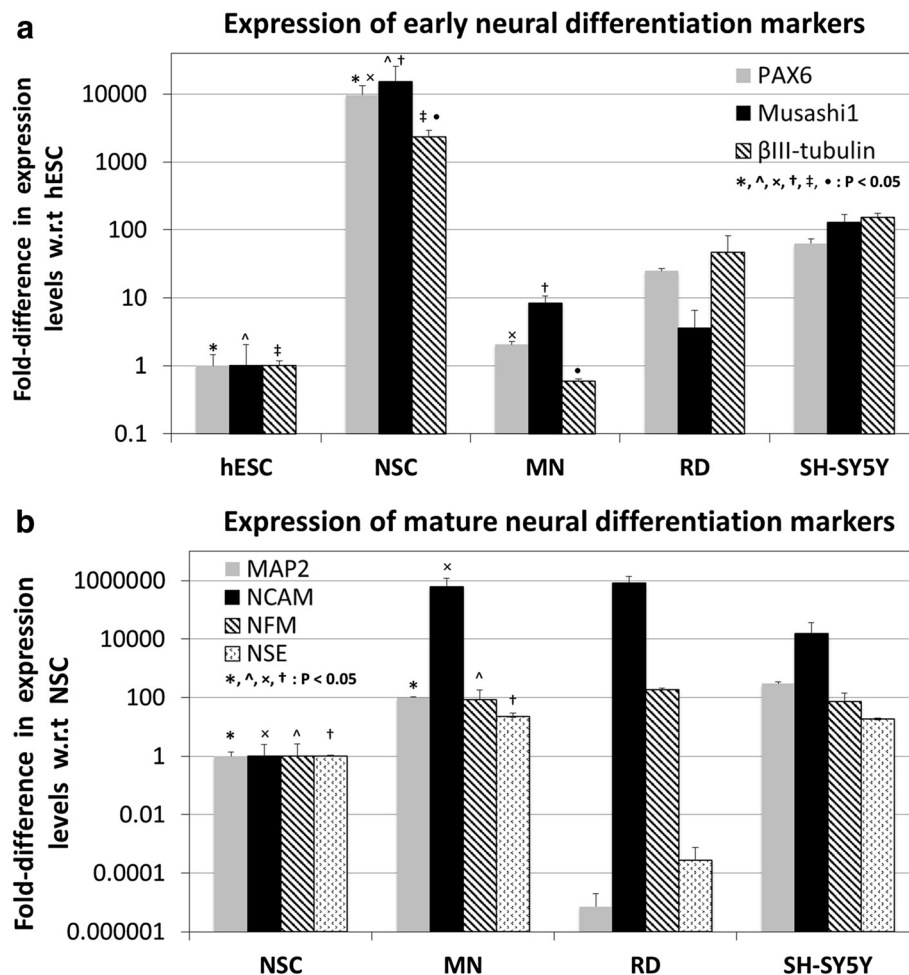 a
Expression of early neural differentiation markers
Fold-difference in expression
levels w.r.t hESC
10000
1000
100
10
1
0.1
* ×
^ †
‡ •
PAX6
Musashi1
βIII-tubulin
*, ^, ×, †, ‡, • : P < 0.05
* ^ ‡
× † •
hESC NSC MN RD SH-SY5Y
b
Expression of mature neural differentiation markers
Fold-difference in expression
levels w.r.t NSC
1000000
10000
100
1
0.01
0.0001
0.000001
MAP2
NCAM
NFM
NSE
*, ^, ×, † : P < 0.05
* × ^ †
* × ^ †
NSC MN RD SH-SY5Y